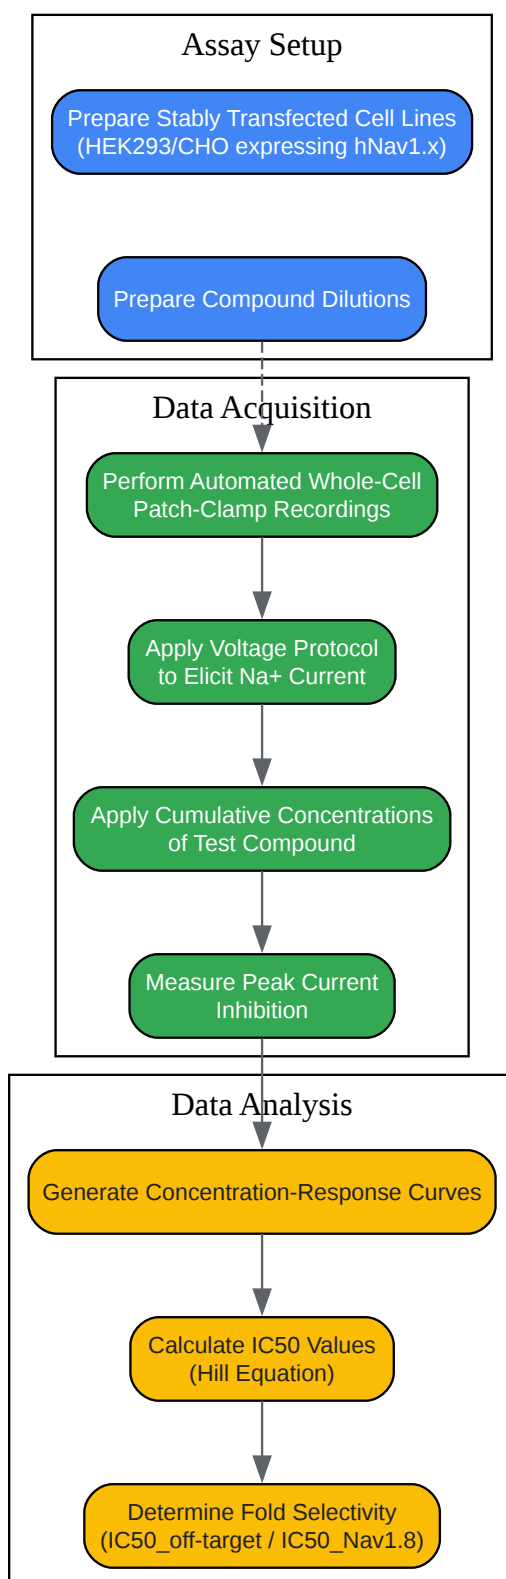 Assay Setup
Prepare Stably Transfected Cell Lines
(HEK293/CHO expressing hNav1.x)
Prepare Compound Dilutions
Data Acquisition
Perform Automated Whole-Cell
Patch-Clamp Recordings
Apply Voltage Protocol
to Elicit Na+ Current
Apply Cumulative Concentrations
of Test Compound
Measure Peak Current
Inhibition
Data Analysis
Generate Concentration-Response Curves
Calculate IC50 Values
(Hill Equation)
Determine Fold Selectivity
(IC50_off-target / IC50_Nav1.8)